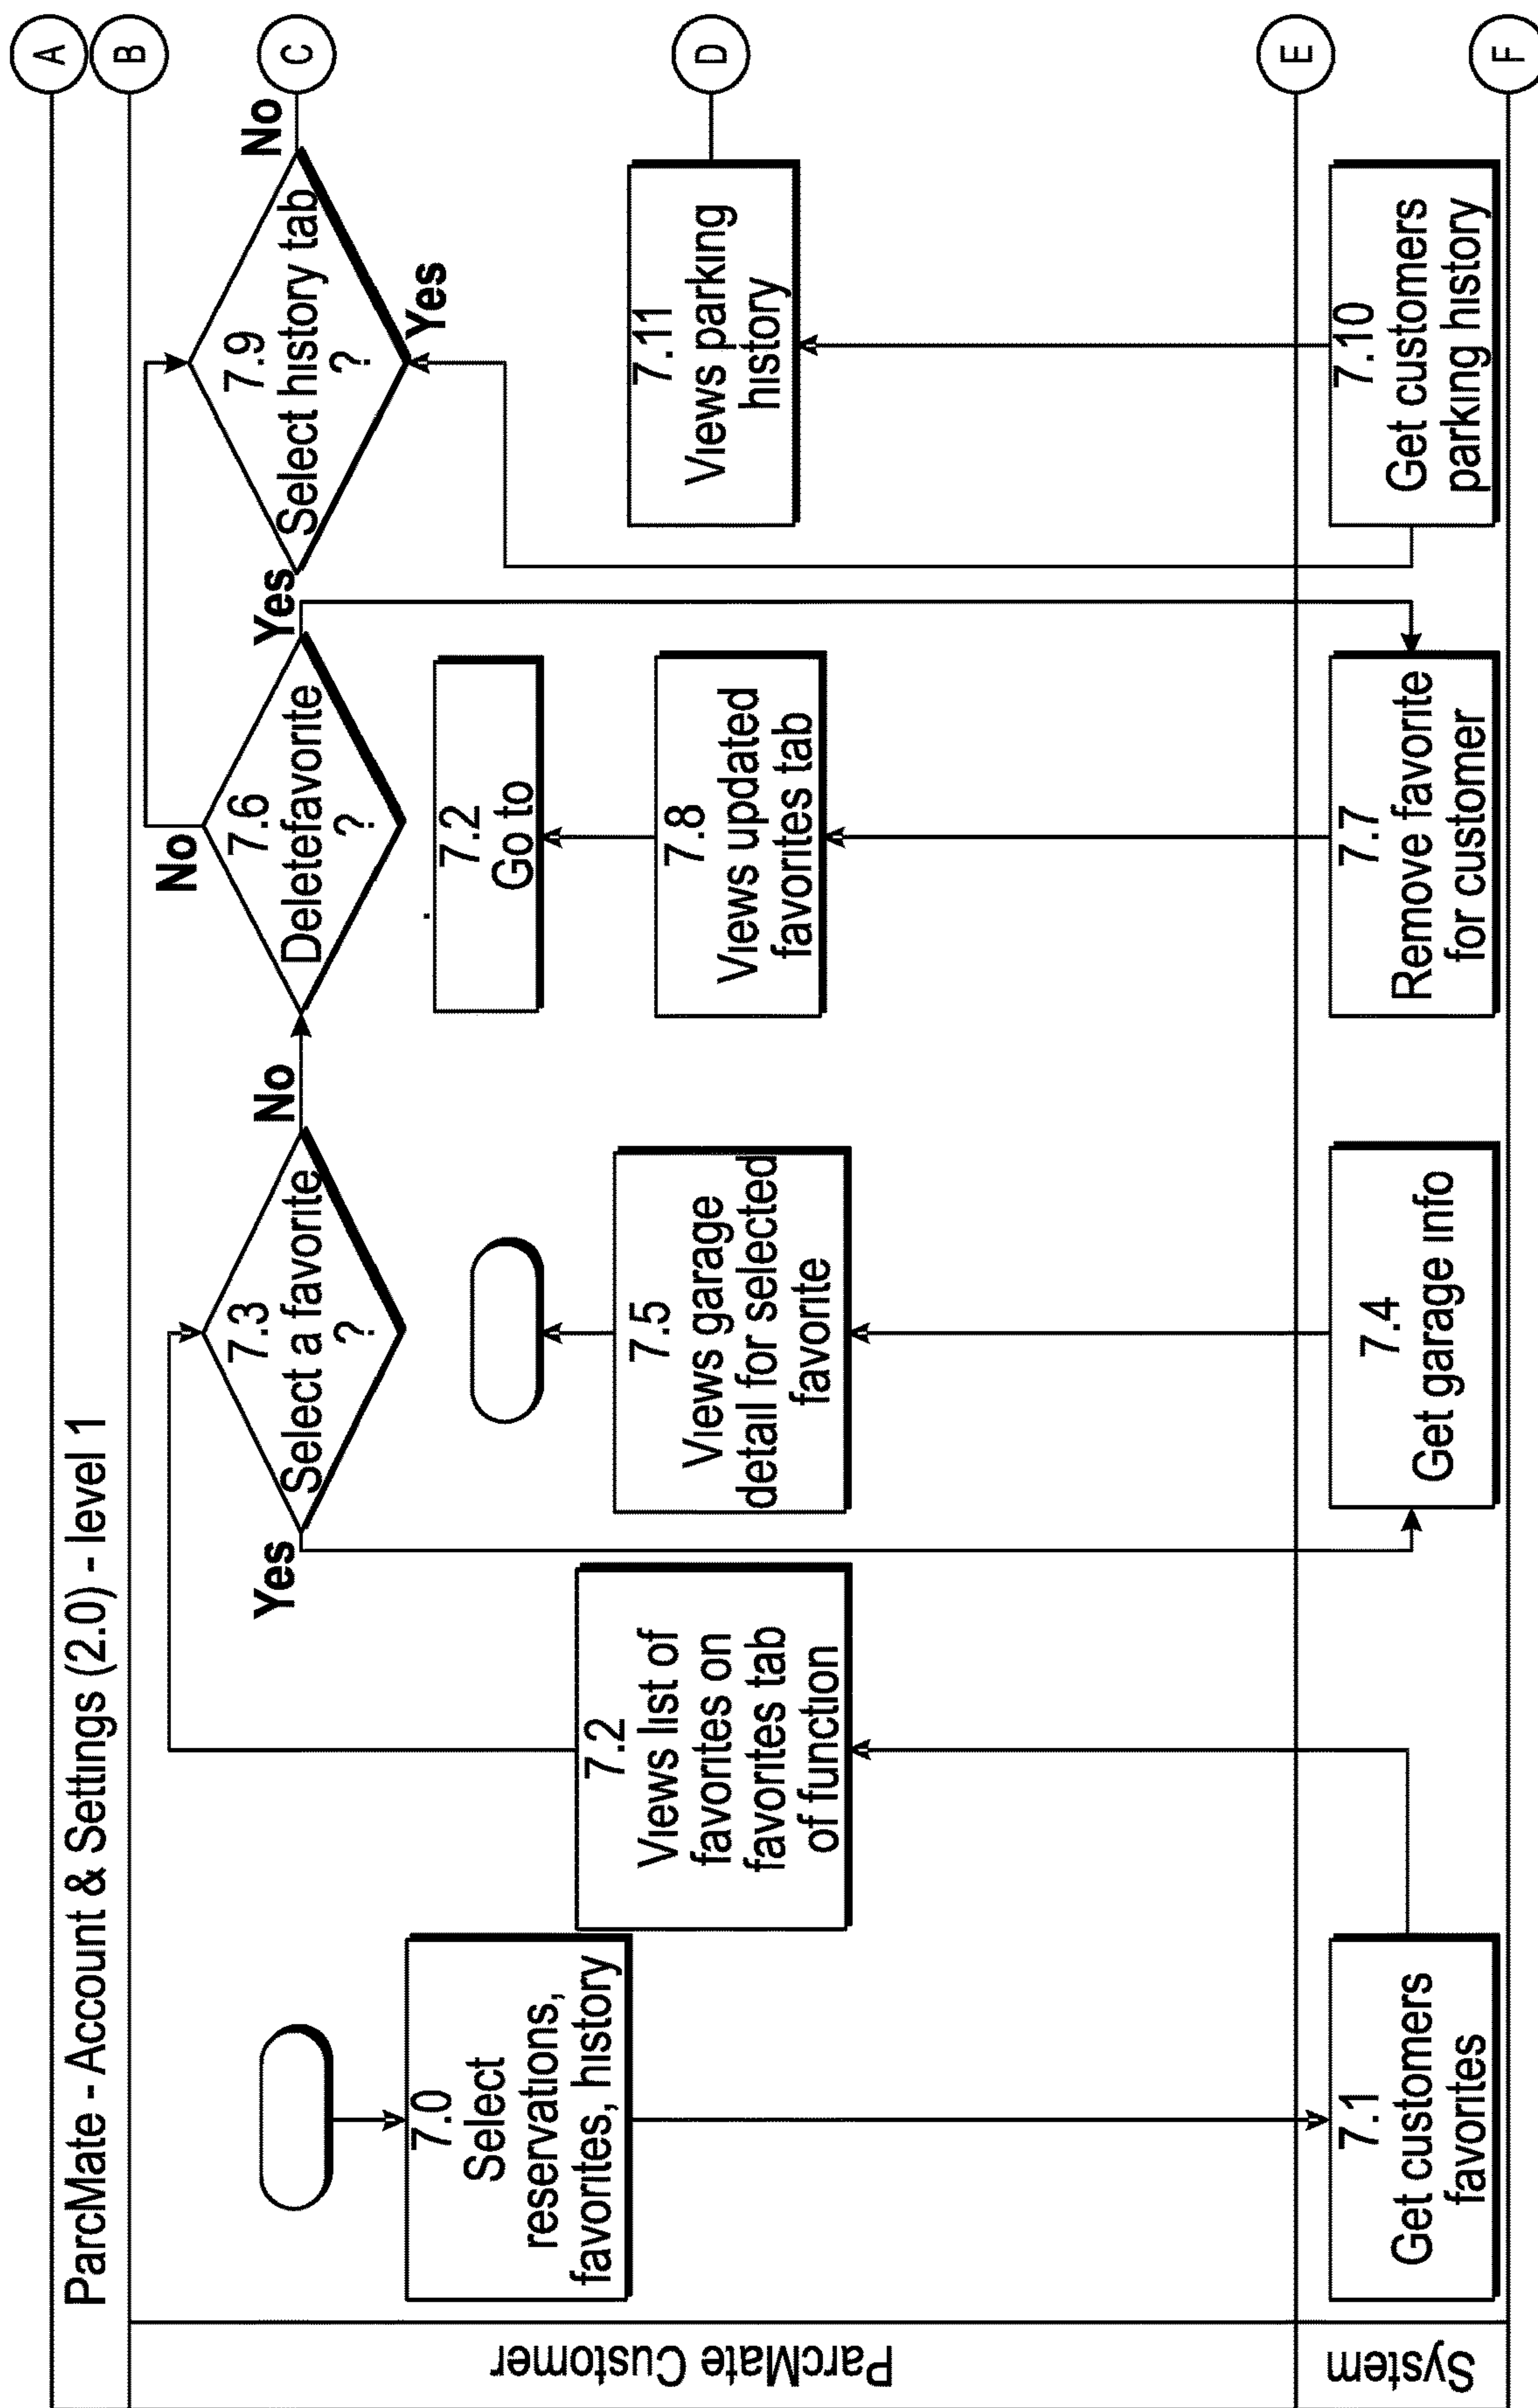 ParcMate - Account & Settings (2.0) - level 1
ParcMate Customer
System
7.0
Select
reservations,
favorites, history
7.1
Get customers
favorites
7.2
Views list of
favorites on
favorites tab
of function
7.3
Select a favorite
?
Yes
No
7.4
Get garage info
7.5
Views garage
detail for selected
favorite
7.6
Deletefavorite
?
No
Yes
7.2
Go to
7.8
Views updated
favorites tab
7.7
Remove favorite
for customer
7.9
Select history tab
?
No
Yes
7.11
Views parking
history
7.10
Get customers
parking history
A
B
C
D
E
F